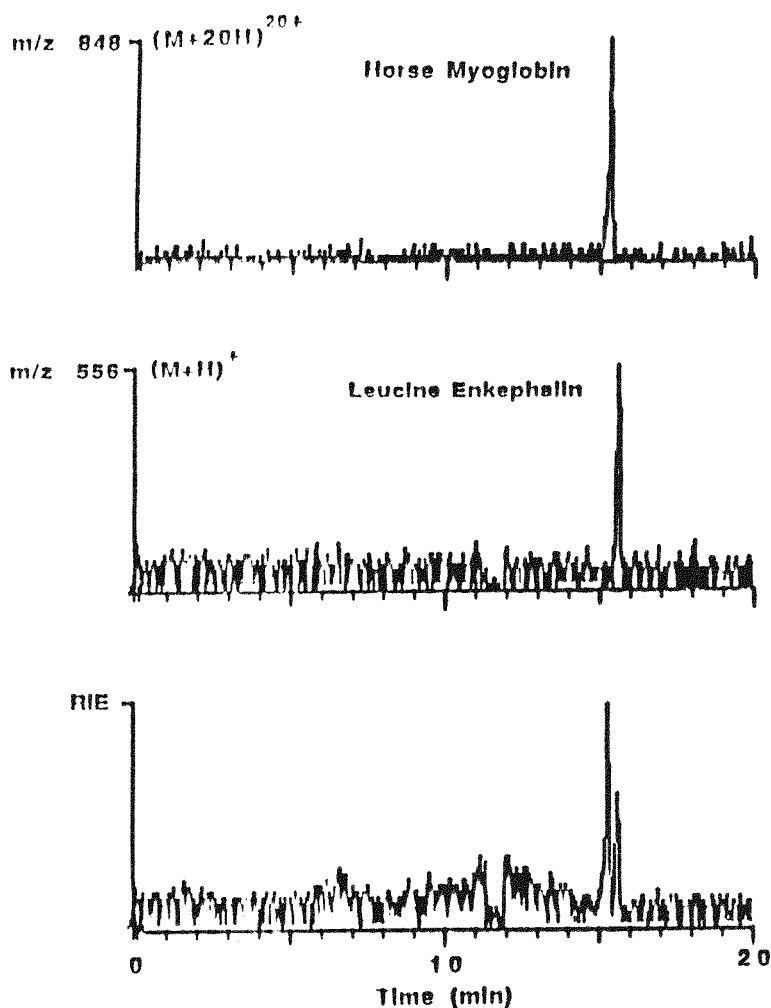 m/z 848 (M+20H)20+
Horse Myoglobin
m/z 556 (M+H)+
Leucine Enkephalin
RIE
0 10 20
Time (min)